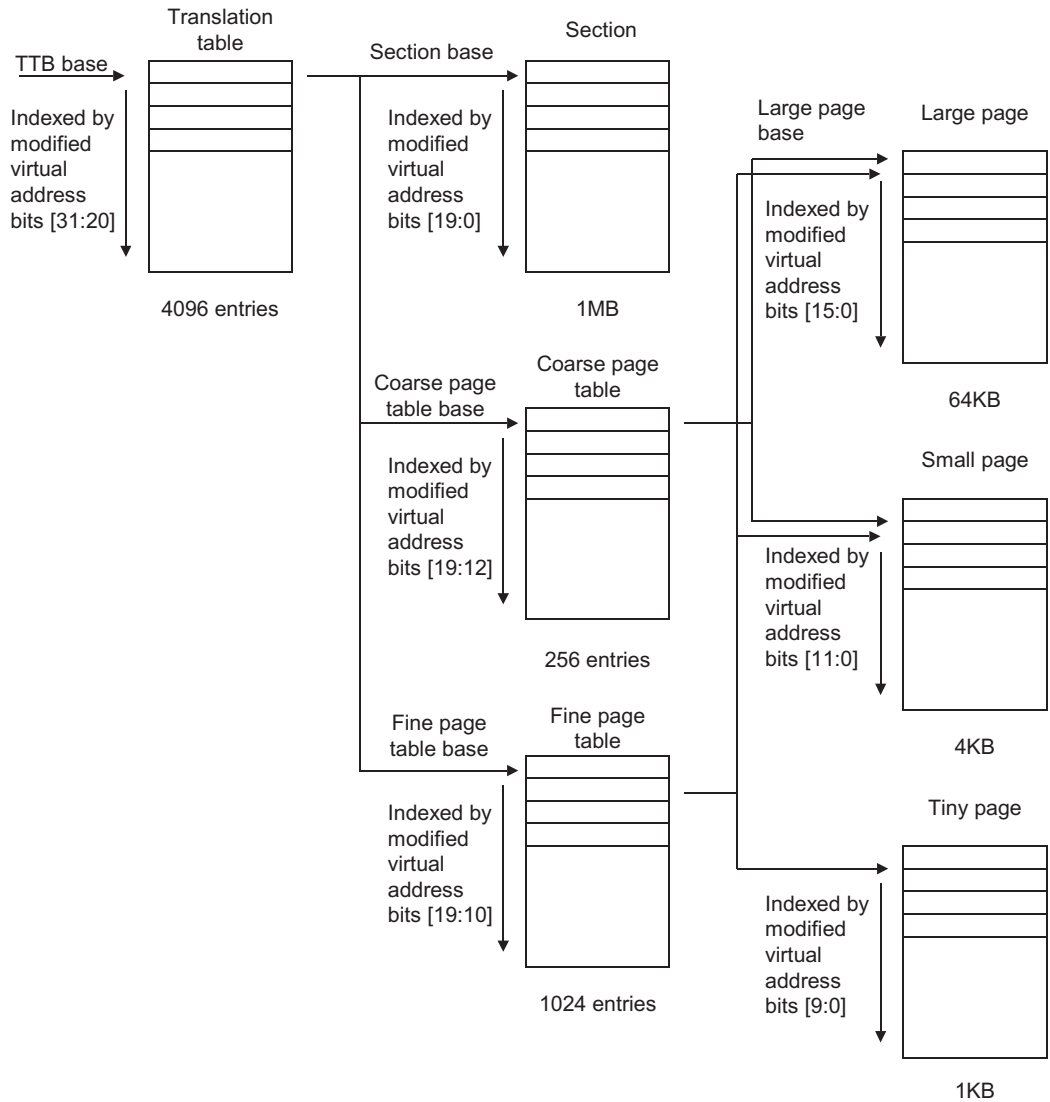 Translation
table
TTB base
Indexed by
modified
virtual
address
bits [31:20]
4096 entries
Section base
Section
Indexed by
modified
virtual
address
bits [19:0]
1MB
Coarse page
table base
Coarse page
table
Indexed by
modified
virtual
address
bits [19:12]
256 entries
Fine page
table base
Fine page
table
Indexed by
modified
virtual
address
bits [19:10]
1024 entries
Large page
base
Large page
Indexed by
modified
virtual
address
bits [15:0]
64KB
Small page
Indexed by
modified
virtual
address
bits [11:0]
4KB
Tiny page
Indexed by
modified
virtual
address
bits [9:0]
1KB